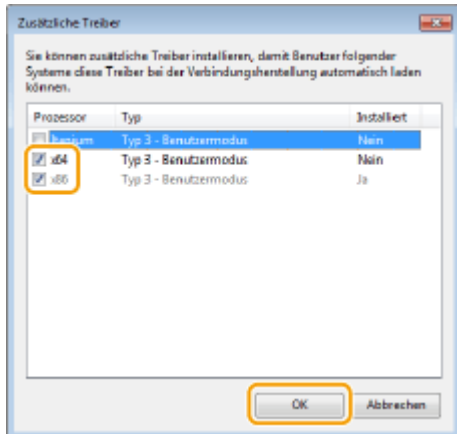 Zusätzliche Treiber
Sie können zusätzliche Treiber installieren, damit Benutzer folgender
Systeme diese Treiber bei der Verbindungsherstellung automatisch laden
können.
Prozessor Typ Installiert
Itanium Typ 3 - Benutzermodus Nein
x64 Typ 3 - Benutzermodus Nein
x86 Typ 3 - Benutzermodus Ja
OK Abbrechen